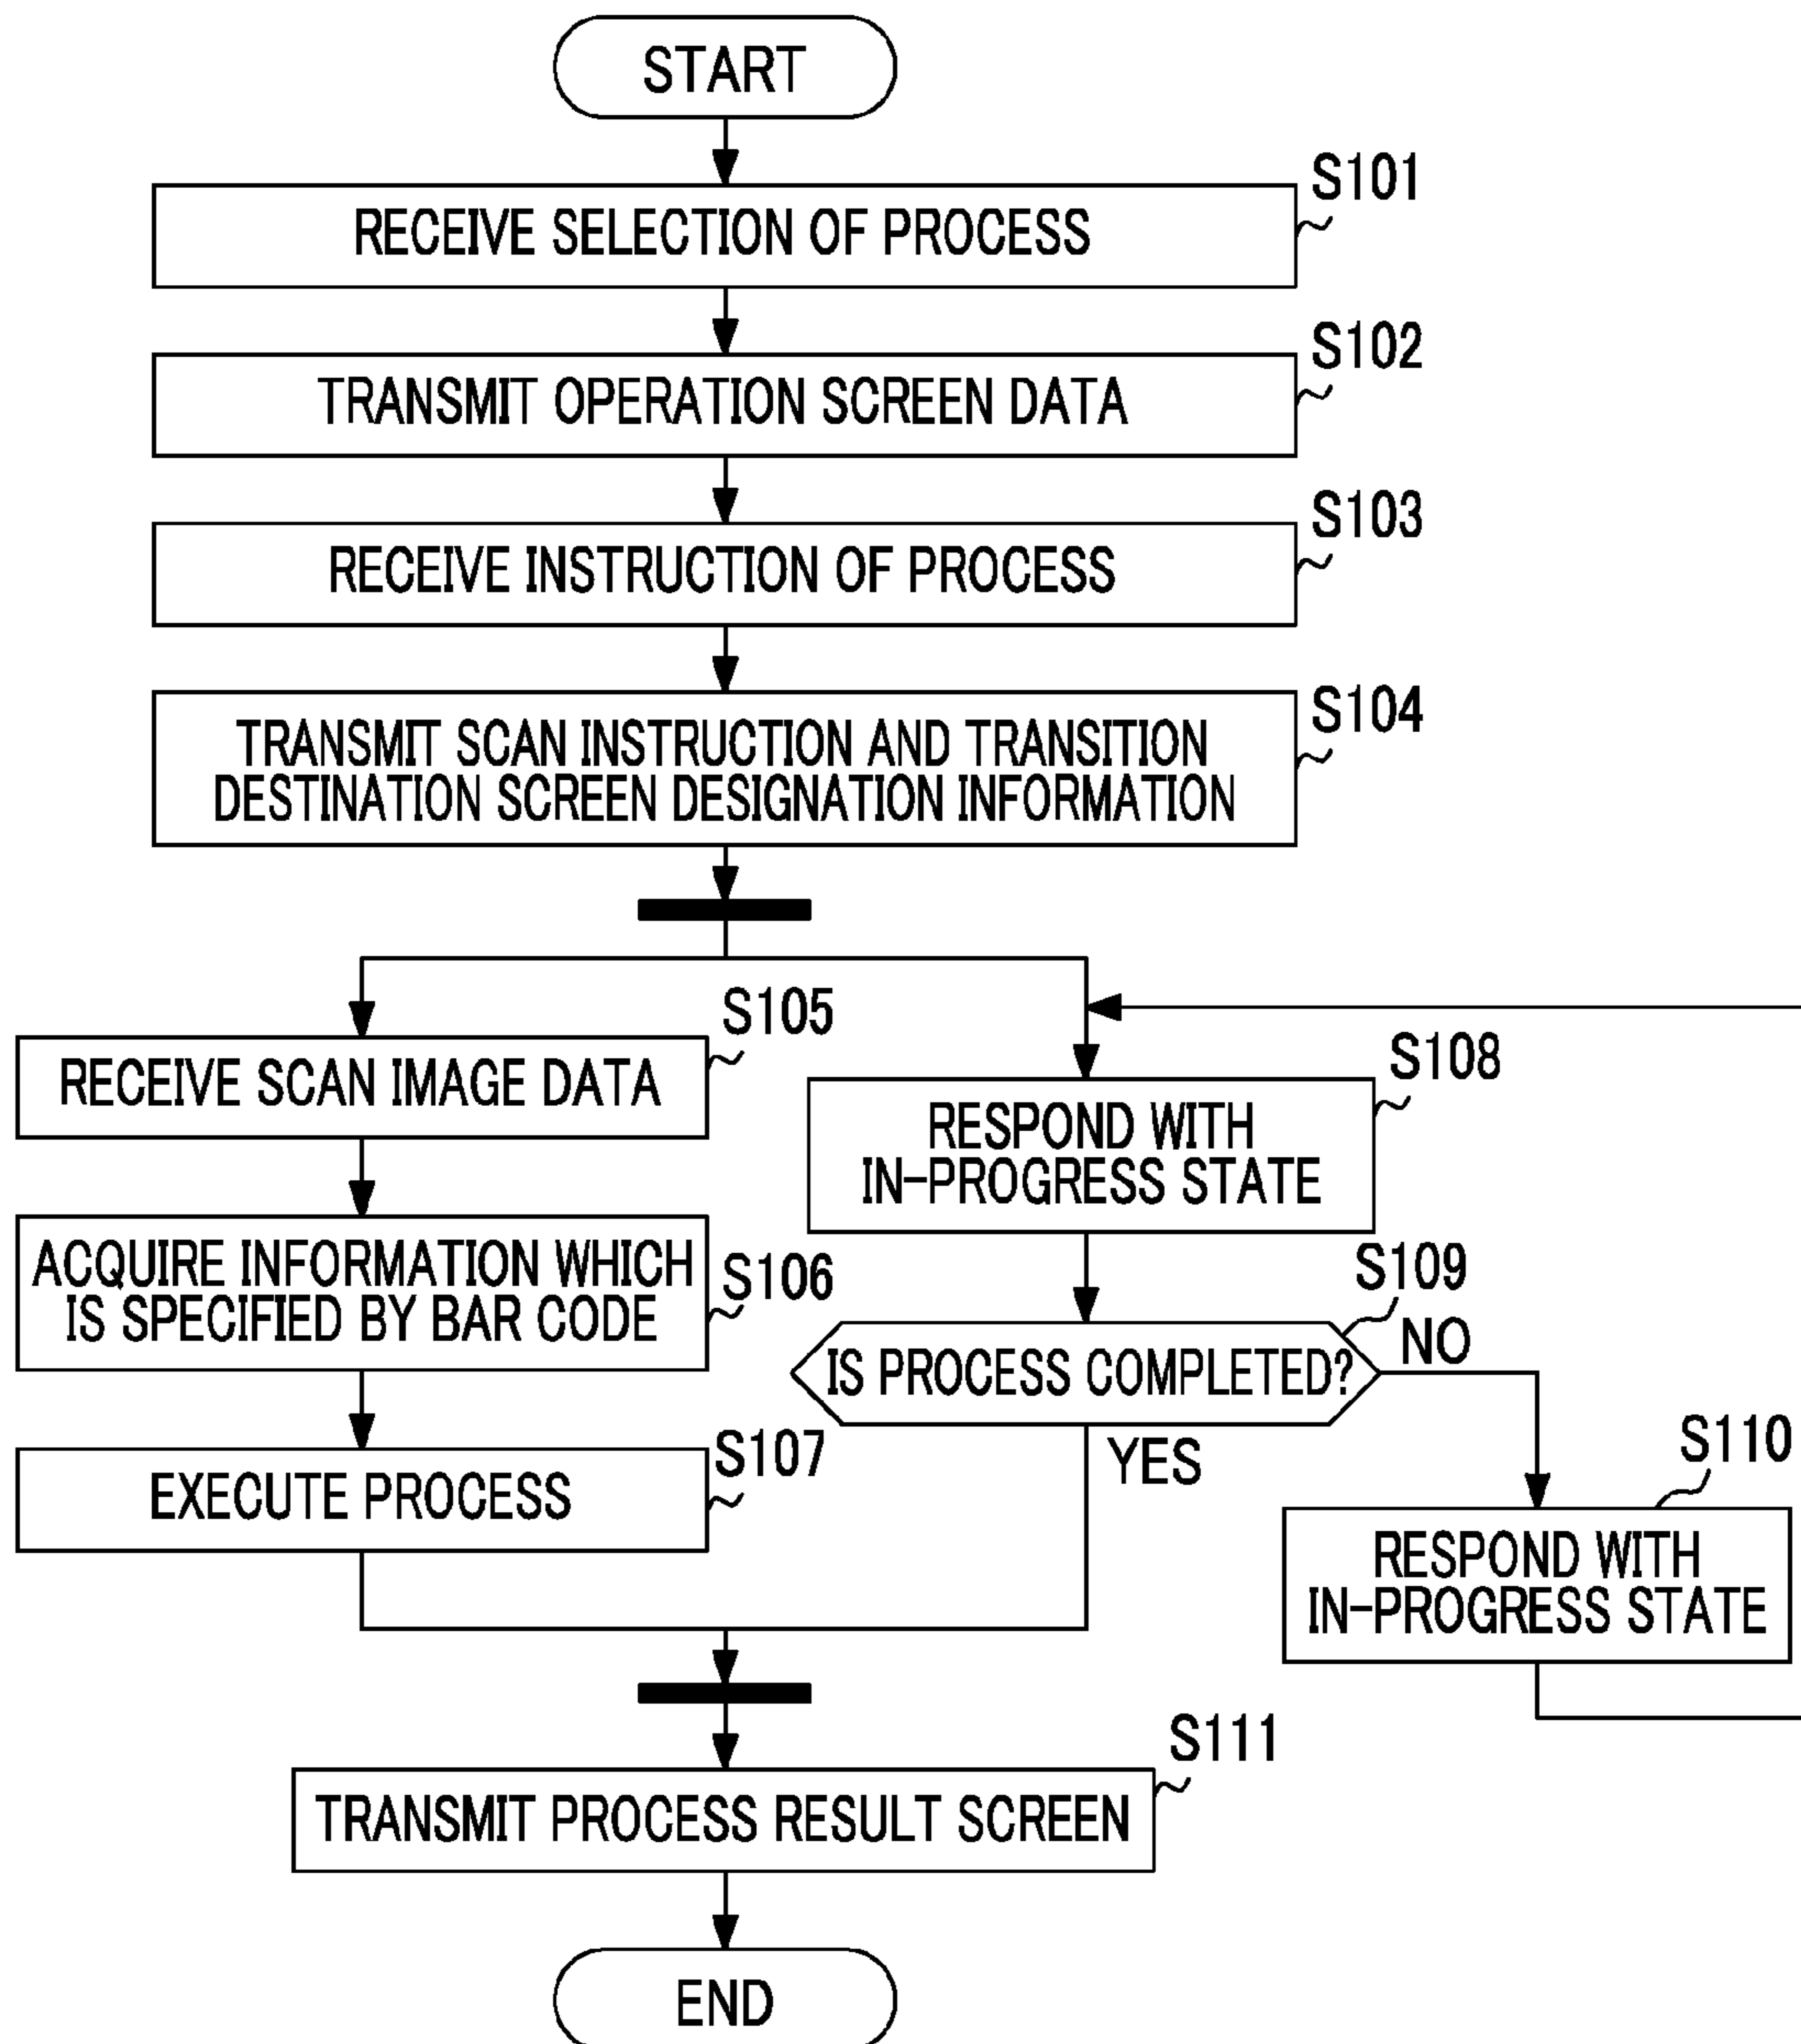 START
S101
RECEIVE SELECTION OF PROCESS
S102
TRANSMIT OPERATION SCREEN DATA
S103
RECEIVE INSTRUCTION OF PROCESS
S104
TRANSMIT SCAN INSTRUCTION AND TRANSITION
DESTINATION SCREEN DESIGNATION INFORMATION
S105
RECEIVE SCAN IMAGE DATA
S106
ACQUIRE INFORMATION WHICH
IS SPECIFIED BY BAR CODE
S107
EXECUTE PROCESS
S108
RESPOND WITH
IN-PROGRESS STATE
S109
IS PROCESS COMPLETED?
NO
YES
S110
RESPOND WITH
IN-PROGRESS STATE
S111
TRANSMIT PROCESS RESULT SCREEN
END